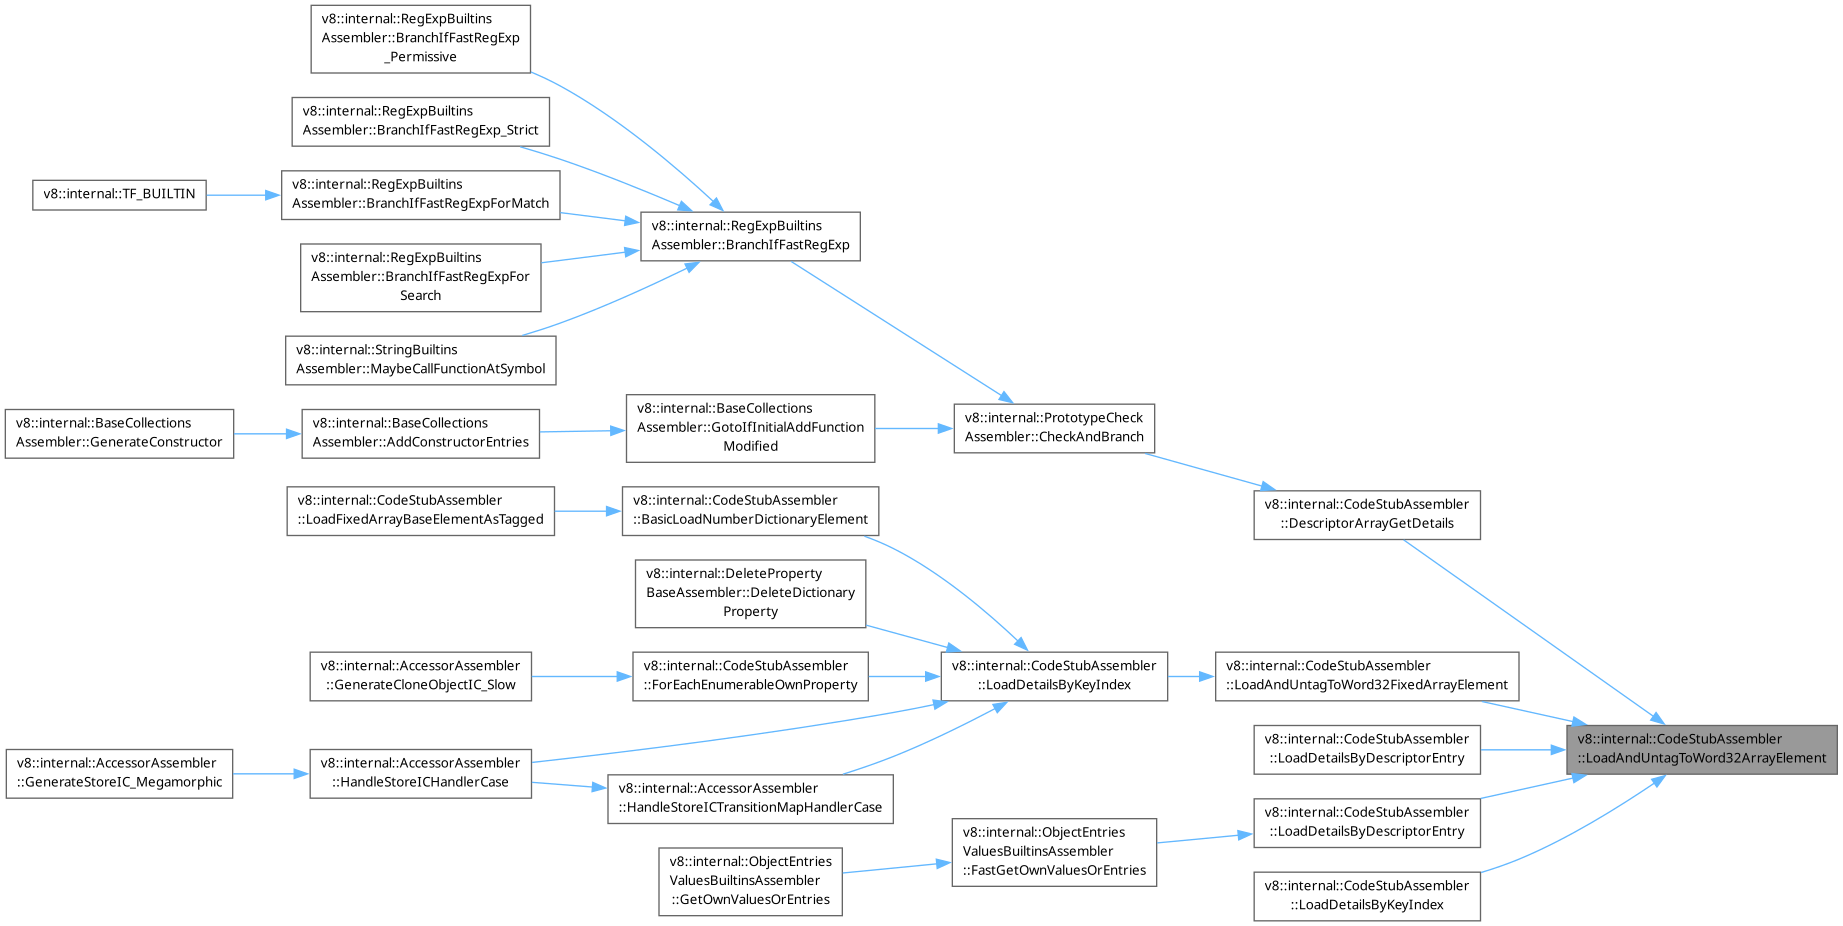 v8::internal::RegExpBuiltins
Assembler::BranchIfFastRegExp
_Permissive
v8::internal::RegExpBuiltins
Assembler::BranchIfFastRegExp_Strict
v8::internal::TF_BUILTIN
v8::internal::RegExpBuiltins
Assembler::BranchIfFastRegExpForMatch
v8::internal::RegExpBuiltins
Assembler::BranchIfFastRegExp
v8::internal::RegExpBuiltins
Assembler::BranchIfFastRegExpFor
Search
v8::internal::StringBuiltins
Assembler::MaybeCallFunctionAtSymbol
v8::internal::BaseCollections
Assembler::GenerateConstructor
v8::internal::BaseCollections
Assembler::AddConstructorEntries
v8::internal::BaseCollections
Assembler::GotoIfInitialAddFunction
Modified
v8::internal::PrototypeCheck
Assembler::CheckAndBranch
v8::internal::CodeStubAssembler
::LoadFixedArrayBaseElementAsTagged
v8::internal::CodeStubAssembler
::BasicLoadNumberDictionaryElement
v8::internal::CodeStubAssembler
::DescriptorArrayGetDetails
v8::internal::DeleteProperty
BaseAssembler::DeleteDictionary
Property
v8::internal::AccessorAssembler
::GenerateCloneObjectIC_Slow
v8::internal::CodeStubAssembler
::ForEachEnumerableOwnProperty
v8::internal::CodeStubAssembler
::LoadDetailsByKeyIndex
v8::internal::CodeStubAssembler
::LoadAndUntagToWord32FixedArrayElement
v8::internal::CodeStubAssembler
::LoadDetailsByDescriptorEntry
v8::internal::CodeStubAssembler
::LoadAndUntagToWord32ArrayElement
v8::internal::AccessorAssembler
::GenerateStoreIC_Megamorphic
v8::internal::AccessorAssembler
::HandleStoreICHandlerCase
v8::internal::AccessorAssembler
::HandleStoreICTransitionMapHandlerCase
v8::internal::CodeStubAssembler
::LoadDetailsByDescriptorEntry
v8::internal::ObjectEntries
ValuesBuiltinsAssembler
::FastGetOwnValuesOrEntries
v8::internal::ObjectEntries
ValuesBuiltinsAssembler
::GetOwnValuesOrEntries
v8::internal::CodeStubAssembler
::LoadDetailsByKeyIndex